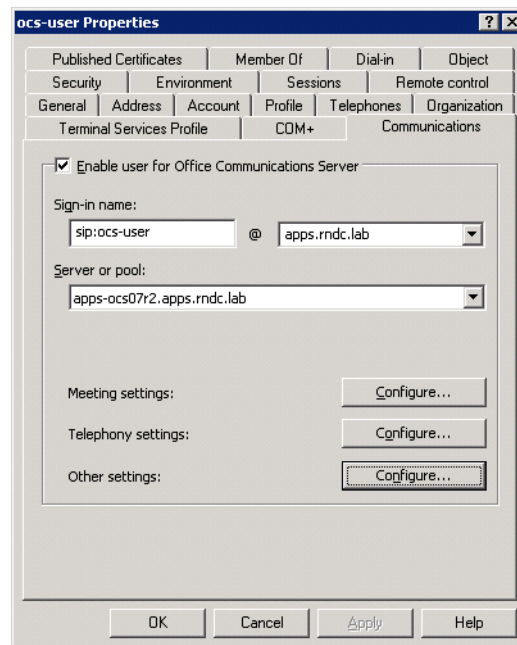 ocs-user Properties
Published Certificates Member Of Dial-in Object
Security Environment Sessions Remote control
General Address Account Profile Telephones Organization
Terminal Services Profile COM+ Communications
Enable user for Office Communications Server
Sign-in name:
sip:ocs-user @ apps.rndc.lab
Server or pool:
apps-ocs07r2.apps.rndc.lab
Meeting settings: Configure...
Telephony settings: Configure...
Other settings: Configure...
OK Cancel Apply Help